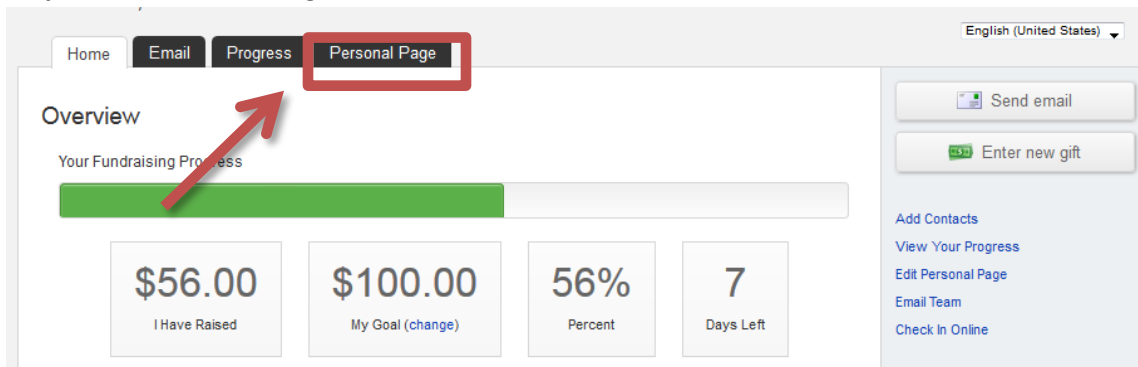 English (United States)
Home Email Progress Personal Page
Send email
Overview
Enter new gift
Your Fundraising Progress
Add Contacts
View Your Progress
$56.00 $100.00 56% 7
Edit Personal Page
Email Team
I Have Raised My Goal (change) Percent Days Left
Check In Online